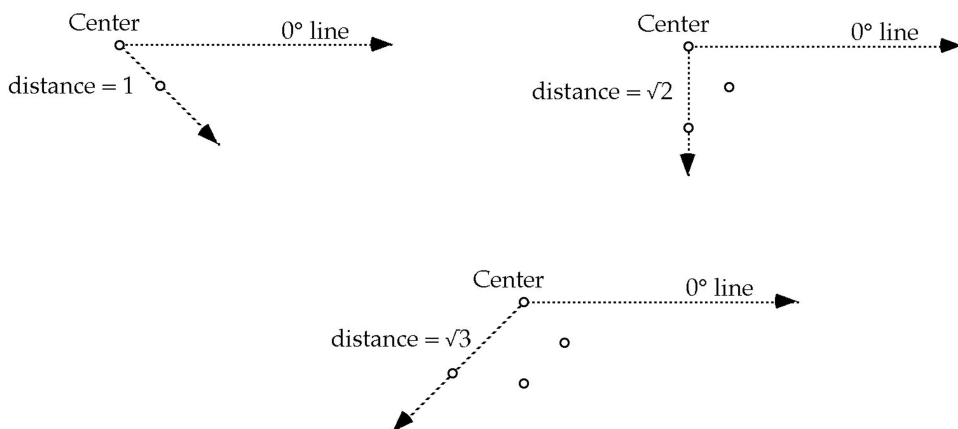 Center
0° line
distance = 1
Center
0° line
distance = √2
Center
0° line
distance = √3